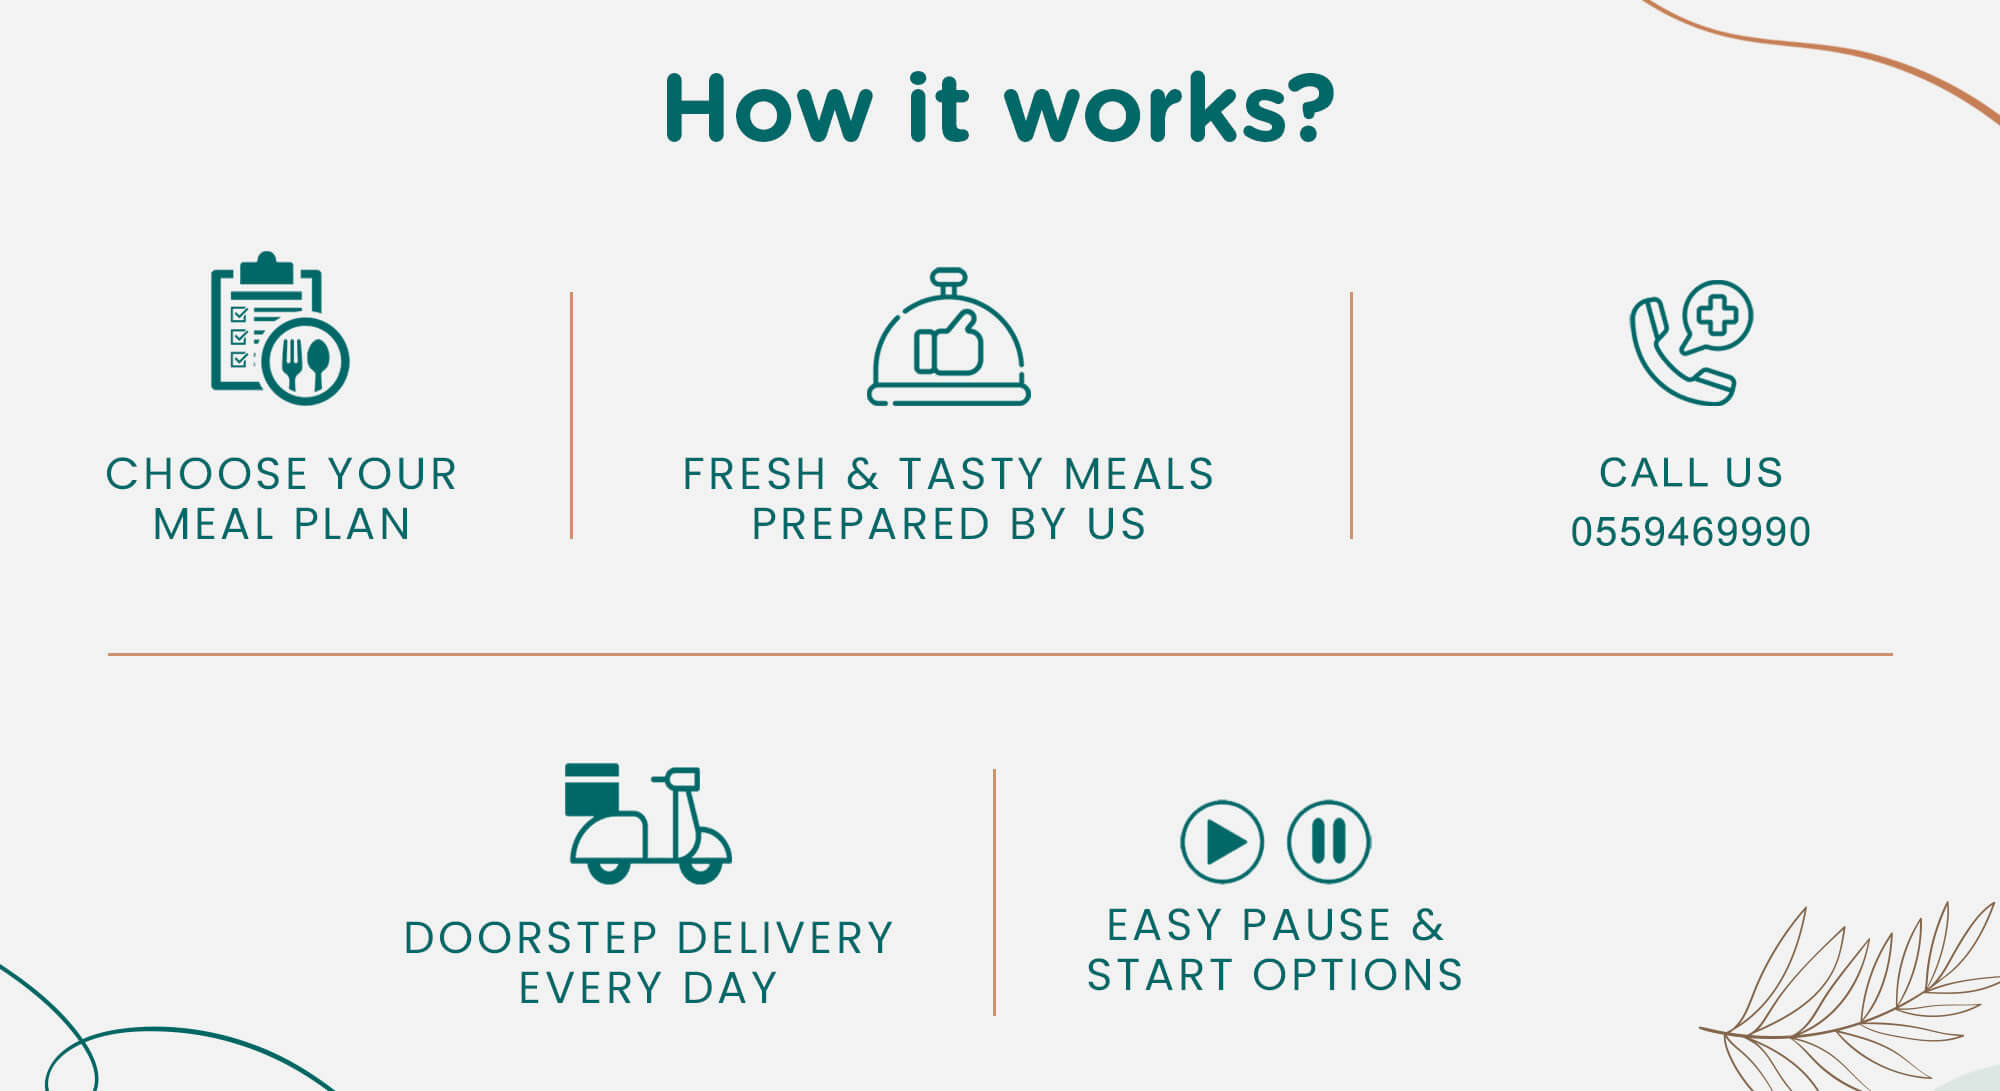 How it works?
CHOOSE YOUR
MEAL PLAN
FRESH & TASTY MEALS
PREPARED BY US
CALL US
0559469990
DOORSTEP DELIVERY
EVERY DAY
EASY PAUSE &
START OPTIONS